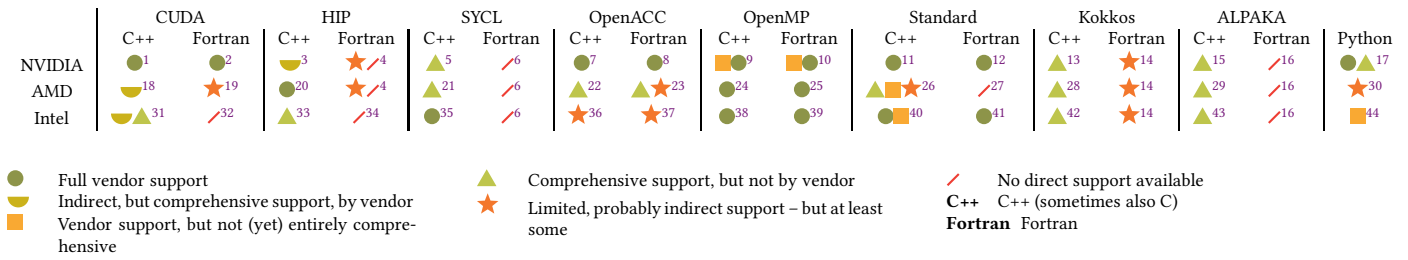 CUDA HIP SYCL OpenACC OpenMP Standard Kokkos ALPAKA
C++ Fortran C++ Fortran C++ Fortran C++ Fortran C++ Fortran C++ Fortran C++ Fortran C++ Fortran Python
NVIDIA 1 2 3 4 5 6 7 8 9 10 11 12 13 14 15 16 17
AMD 18 19 20 4 21 6 22 23 24 25 26 27 28 14 29 16 30
Intel 31 32 33 34 35 6 36 37 38 39 40 41 42 14 43 16 44
Full vendor support
Indirect, but comprehensive support, by vendor
Vendor support, but not (yet) entirely compre-
hensive
Comprehensive support, but not by vendor
Limited, probably indirect support – but at least
some
No direct support available
C++ C++ (sometimes also C)
Fortran Fortran